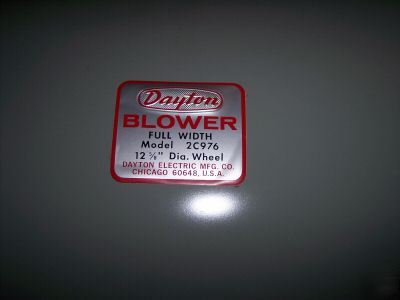 Dayton
BLOWER
FULL WIDTH
Model 2C976
12 5/8" Dia. Wheel
DAYTON ELECTRIC MFG. CO.
CHICAGO 60648, U.S.A.